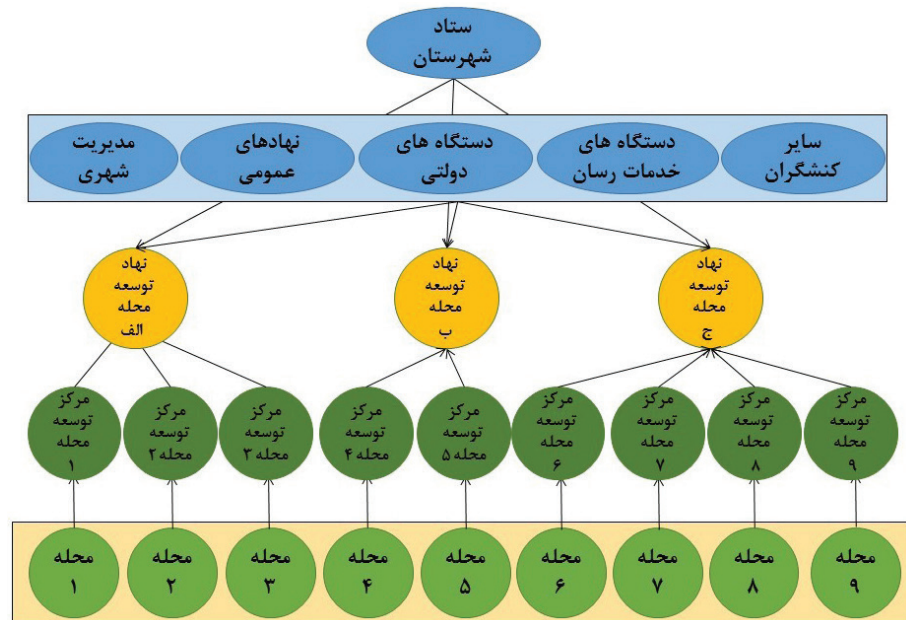 ستاد
شهرستان
سایر
کنشگران
دستگاه های
خدمات رسان
دستگاه های
دولتی
نهادهای
عمومی
مدیریت
شهری
نهاد
توسعه
محله
ج
نهاد
توسعه
محله
ب
نهاد
توسعه
محله
الف
مرکز
توسعه
محله
۹
مرکز
توسعه
محله
۸
مرکز
توسعه
محله
۷
مرکز
توسعه
محله
۶
مرکز
توسعه
محله ۵
مرکز
توسعه
محله ۴
مرکز
توسعه
محله ۳
مرکز
توسعه
محله ۲
مرکز
توسعه
محله
۱
محله
۹
محله
۸
محله
۷
محله
۶
محله
۵
محله
۴
محله
۳
محله
۲
محله
۱